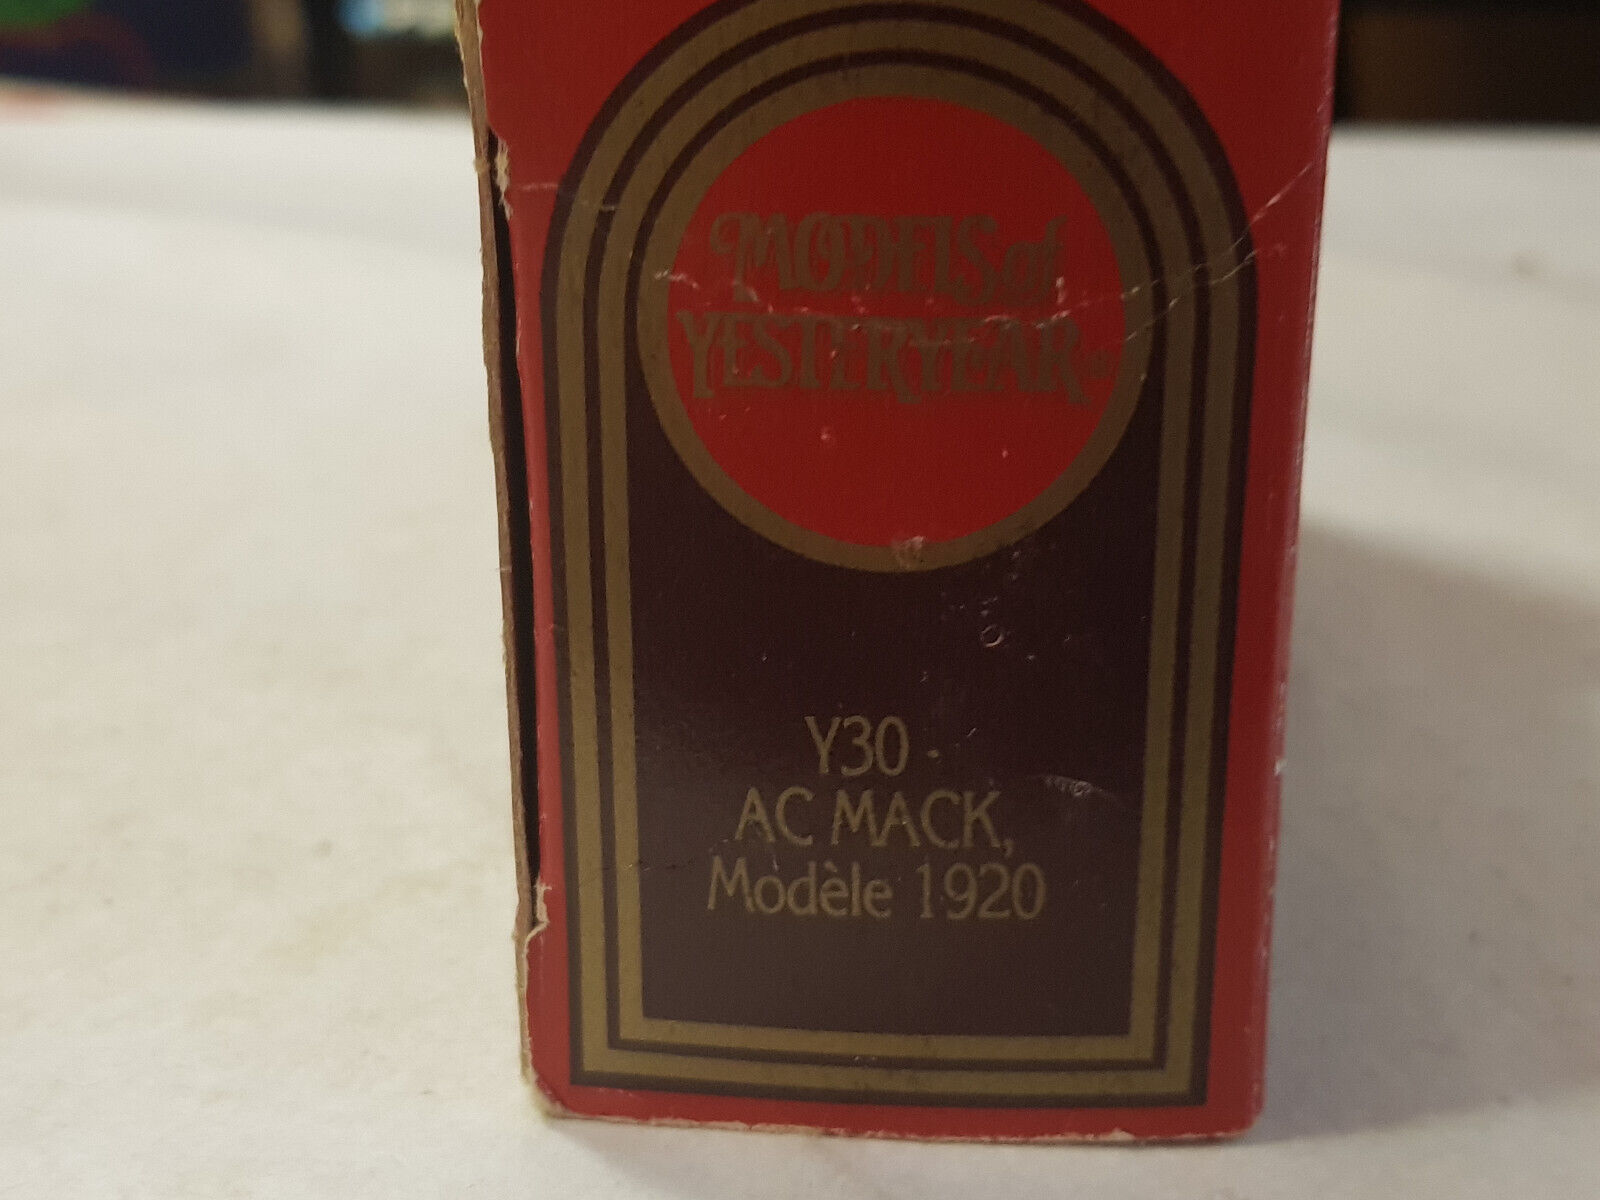 MODELS of
YESTERYEAR
Y30
AC MACK,
Modèle 1920